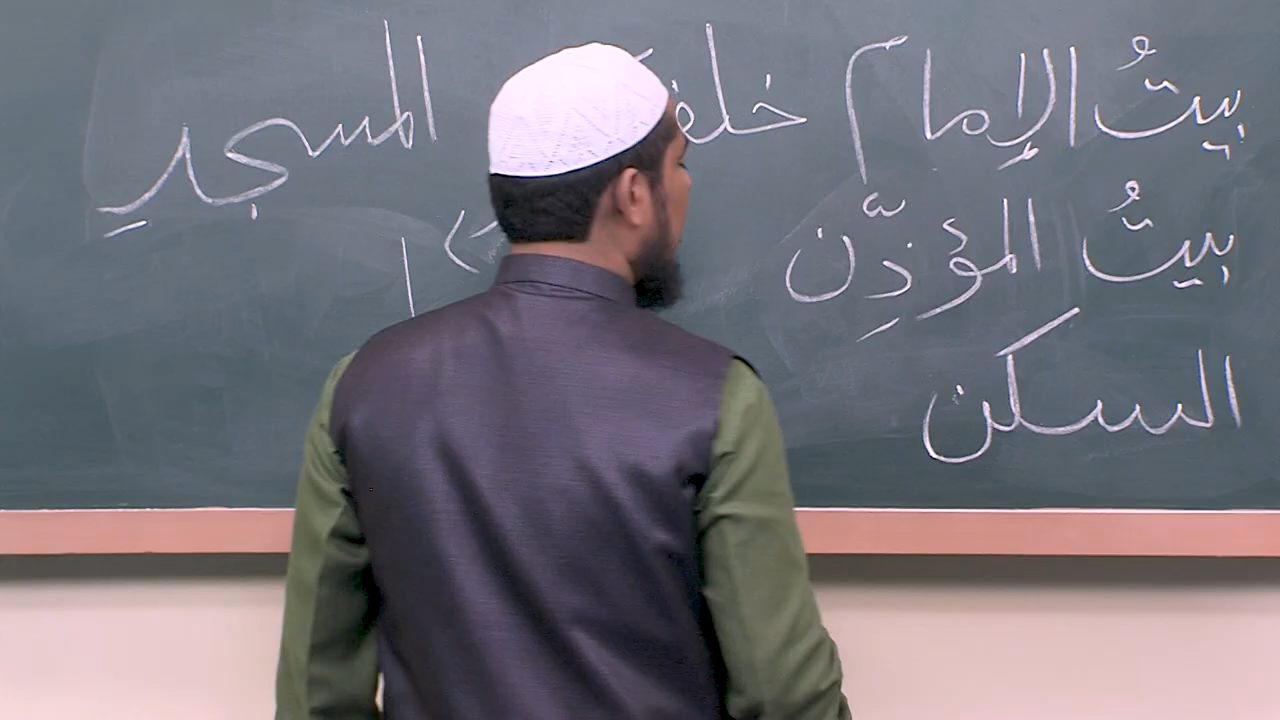 بيتُ الإمام خلف المسجد
بيتُ المؤذِّن
السكن